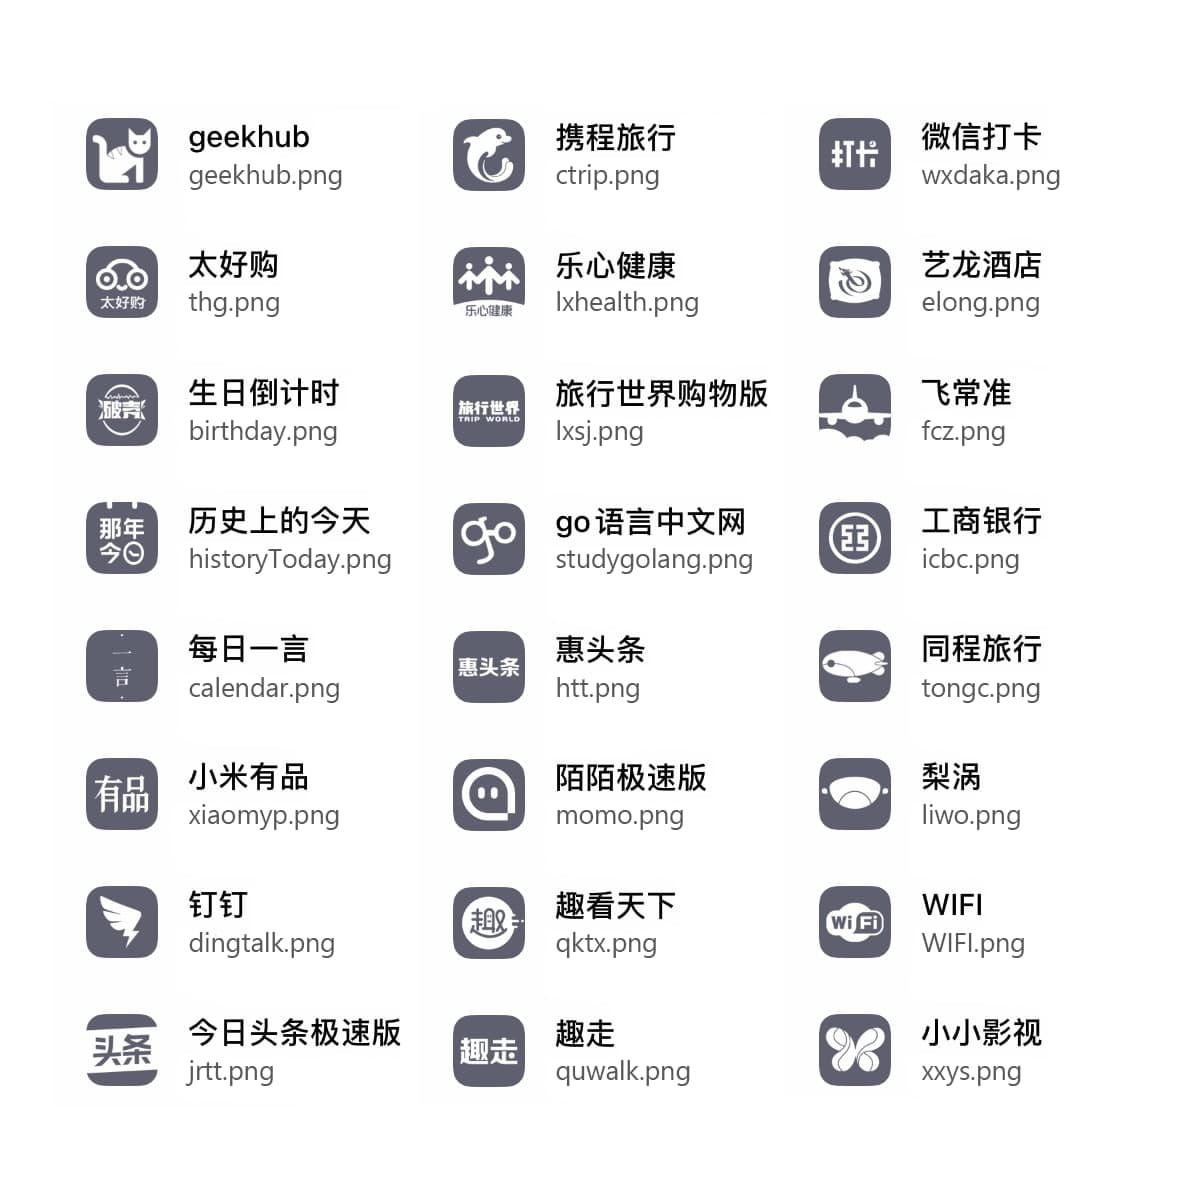 geekhub
geekhub.png
携程旅行
ctrip.png
打卡
微信打卡
wxdaka.png
太好购
太好购
thg.png
乐心健康
乐心健康
lxhealth.png
艺龙酒店
elong.png
破壳
生日倒计时
birthday.png
旅行世界
TRIP WORLD
旅行世界购物版
lxsj.png
飞常准
fcz.png
那年
今
历史上的今天
historyToday.png
go
go语言中文网
studygolang.png
工商银行
icbc.png
一
言
每日一言
calendar.png
惠头条
惠头条
htt.png
同程旅行
tongc.png
有品
小米有品
xiaomyp.png
陌陌极速版
momo.png
梨涡
liwo.png
钉钉
dingtalk.png
趣
趣看天下
qktx.png
WiFi
WIFI
WIFI.png
头条
今日头条极速版
jrtt.png
趣走
趣走
quwalk.png
小小影视
xxys.png